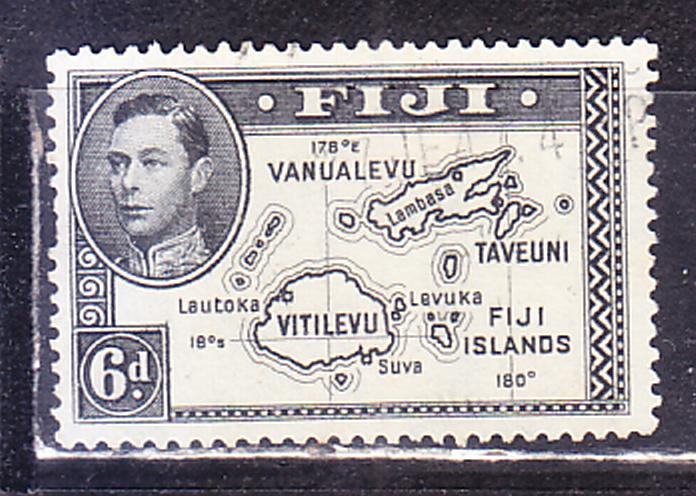 · FIJI ·
178°E
VANUALEVU
Lambasa
TAVEUNI
Lautoka
Levuka
VITILEVU
FIJI
ISLANDS
18°S
Suva
180°
6d.